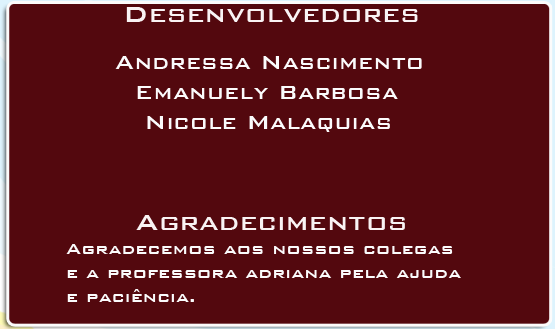 Desenvolvedores
Andressa Nascimento
Emanuely Barbosa
Nicole Malaquias
Agradecimentos
Agradecemos aos nossos colegas
e a professora adriana pela ajuda
e paciência.